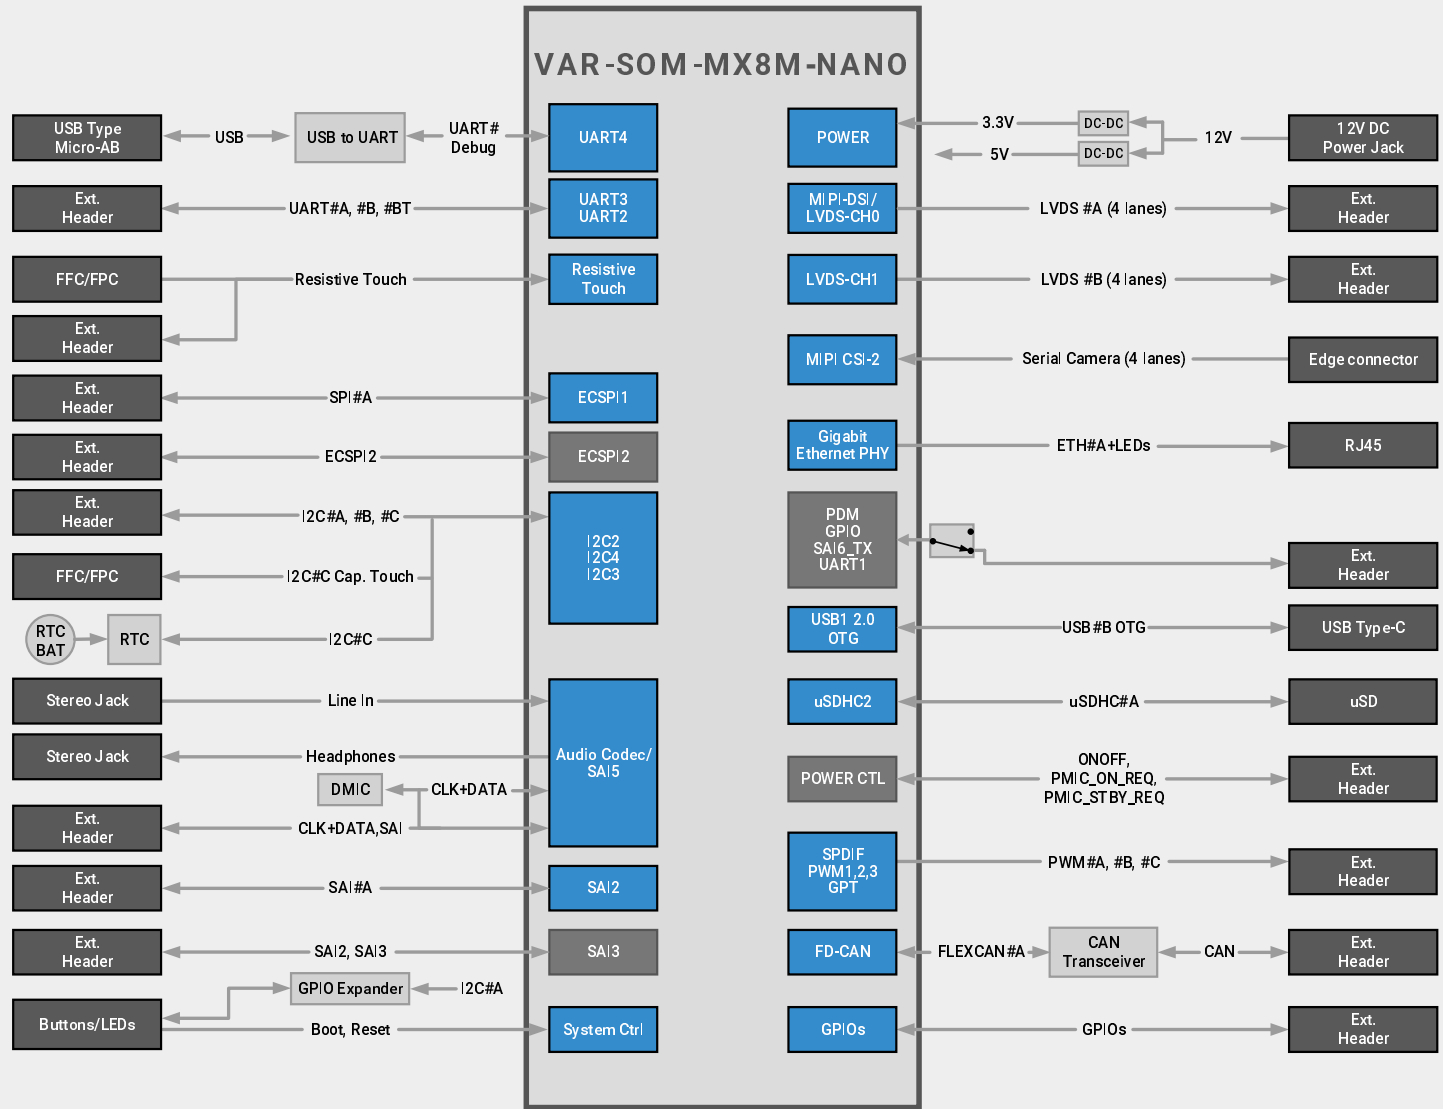 VAR-SOM-MX8M-NANO
USB Type
Micro-AB
USB
USB to UART
UART#
Debug
UART4
Ext.
Header
UART#A, #B, #BT
UART3
UART2
FFC/FPC
Resistive Touch
Resistive
Touch
Ext.
Header
Ext.
Header
SPI#A
ECSPI1
Ext.
Header
ECSPI2
ECSPI2
Ext.
Header
I2C#A, #B, #C
I2C2
I2C4
I2C3
FFC/FPC
I2C#C Cap. Touch
RTC
BAT
RTC
I2C#C
Stereo Jack
Line In
Stereo Jack
Headphones
Audio Codec/
SAI5
DMIC
CLK+DATA
Ext.
Header
CLK+DATA,SAI
Ext.
Header
SAI#A
SAI2
Ext.
Header
SAI2, SAI3
SAI3
GPIO Expander
I2C#A
Buttons/LEDs
Boot, Reset
System Ctrl
POWER
3.3V
DC-DC
5V
DC-DC
12V
12V DC
Power Jack
MIPI-DSI/
LVDS-CH0
LVDS #A (4 lanes)
Ext.
Header
LVDS-CH1
LVDS #B (4 lanes)
Ext.
Header
MIPI CSI-2
Serial Camera (4 lanes)
Edge connector
Gigabit
Ethernet PHY
ETH#A+LEDs
RJ45
PDM
GPIO
SAI6_TX
UART1
Ext.
Header
USB1 2.0
OTG
USB#B OTG
USB Type-C
uSDHC2
uSDHC#A
uSD
POWER CTL
ONOFF,
PMIC_ON_REQ,
PMIC_STBY_REQ
Ext.
Header
SPDIF
PWM1,2,3
GPT
PWM#A, #B, #C
Ext.
Header
FD-CAN
FLEXCAN#A
CAN
Transceiver
CAN
Ext.
Header
GPIOs
GPIOs
Ext.
Header